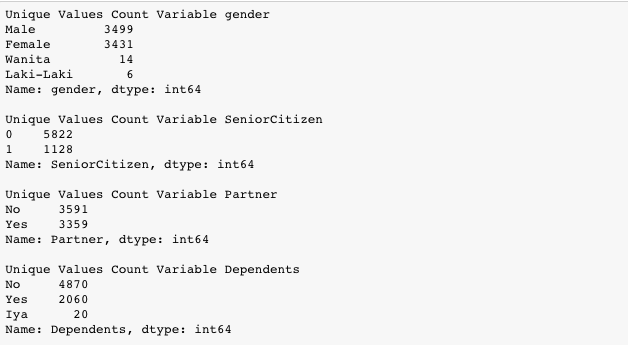 Unique Values Count Variable gender
Male         3499
Female       3431
Wanita         14
Laki-Laki       6
Name: gender, dtype: int64

Unique Values Count Variable SeniorCitizen
0    5822
1    1128
Name: SeniorCitizen, dtype: int64

Unique Values Count Variable Partner
No     3591
Yes    3359
Name: Partner, dtype: int64

Unique Values Count Variable Dependents
No     4870
Yes    2060
Iya      20
Name: Dependents, dtype: int64